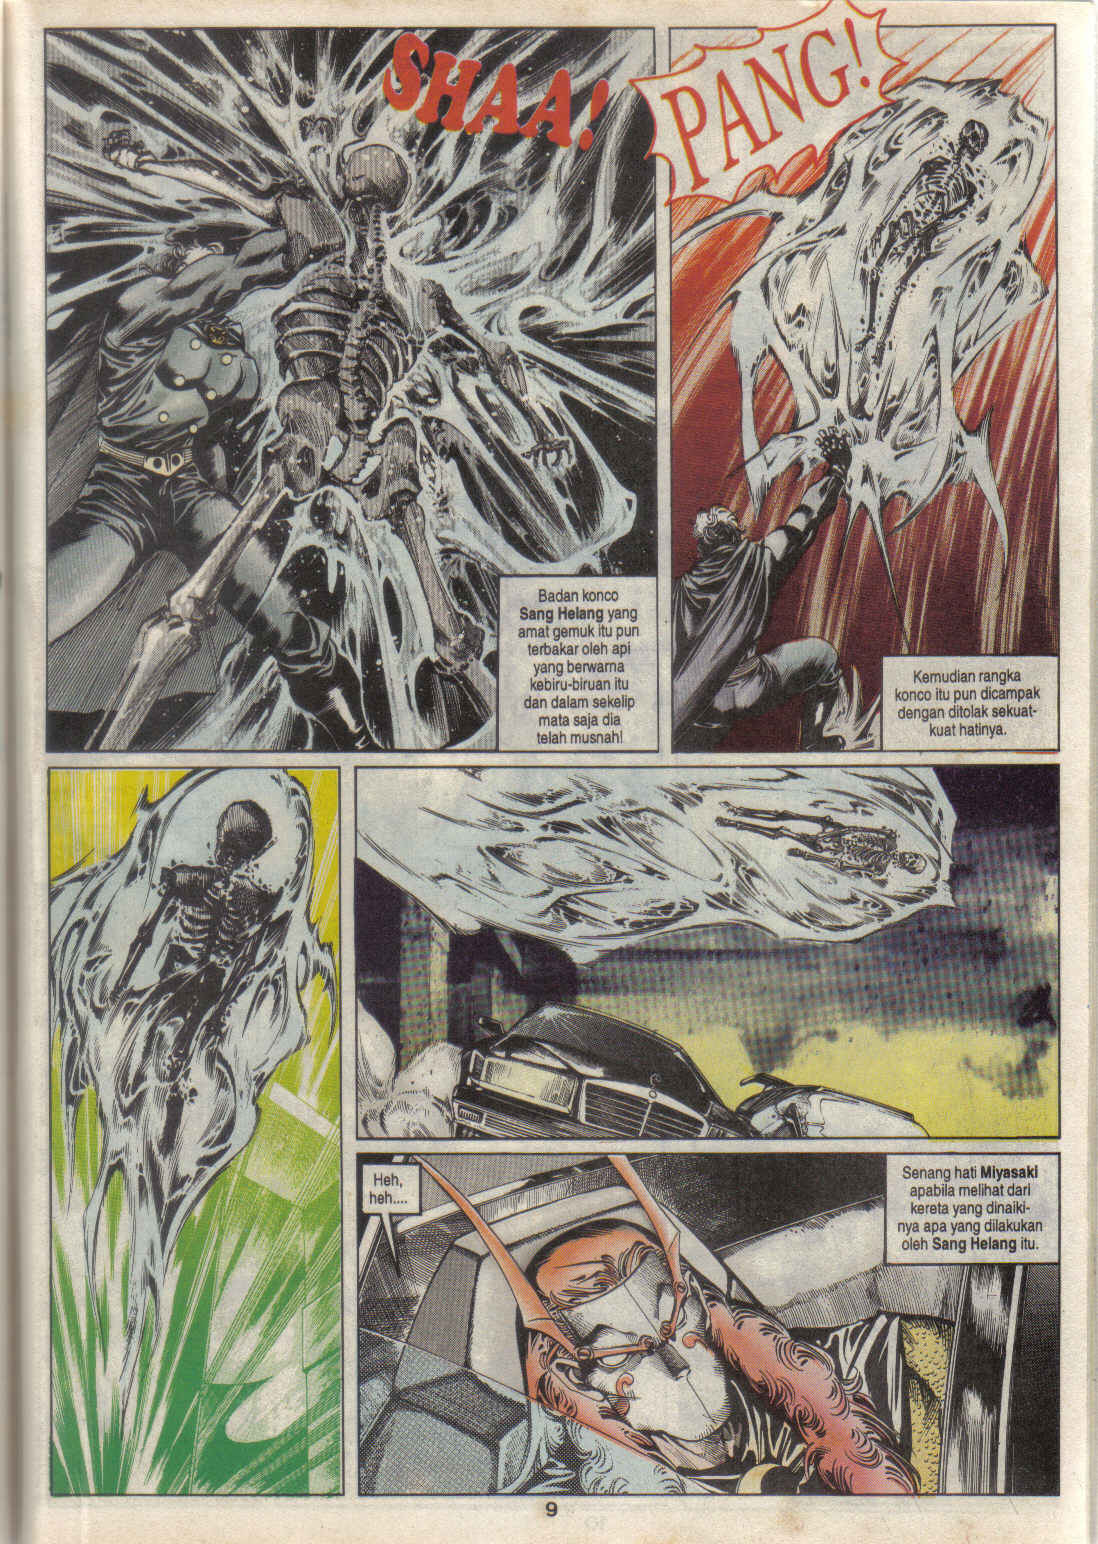 SHAA!
PANG!
Badan konco
Sang Helang yang
amat gemuk itu pun
terbakar oleh api
yang berwarna
kebiru-biruan itu
dan dalam sekelip
mata saja dia
telah musnah!
Kemudian rangka
konco itu pun dicampak
dengan ditolak sekuat-
kuat hatinya.
Heh,
heh....
Senang hati Miyasaki
apabila melihat dari
kereta yang dinaiki-
nya apa yang dilakukan
oleh Sang Helang itu.
9